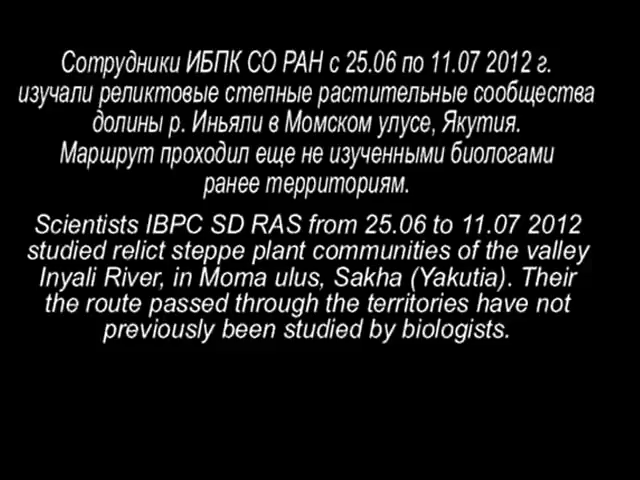 Сотрудники ИБПК СО РАН с 25.06 по 11.07 2012 г.
изучали реликтовые степные растительные сообщества
долины р. Иньяли в Момском улусе, Якутия.
Маршрут проходил еще не изученными биологами
ранее территориям.
Scientists IBPC SD RAS from 25.06 to 11.07 2012
studied relict steppe plant communities of the valley
Inyali River, in Moma ulus, Sakha (Yakutia). Their
the route passed through the territories have not
previously been studied by biologists.